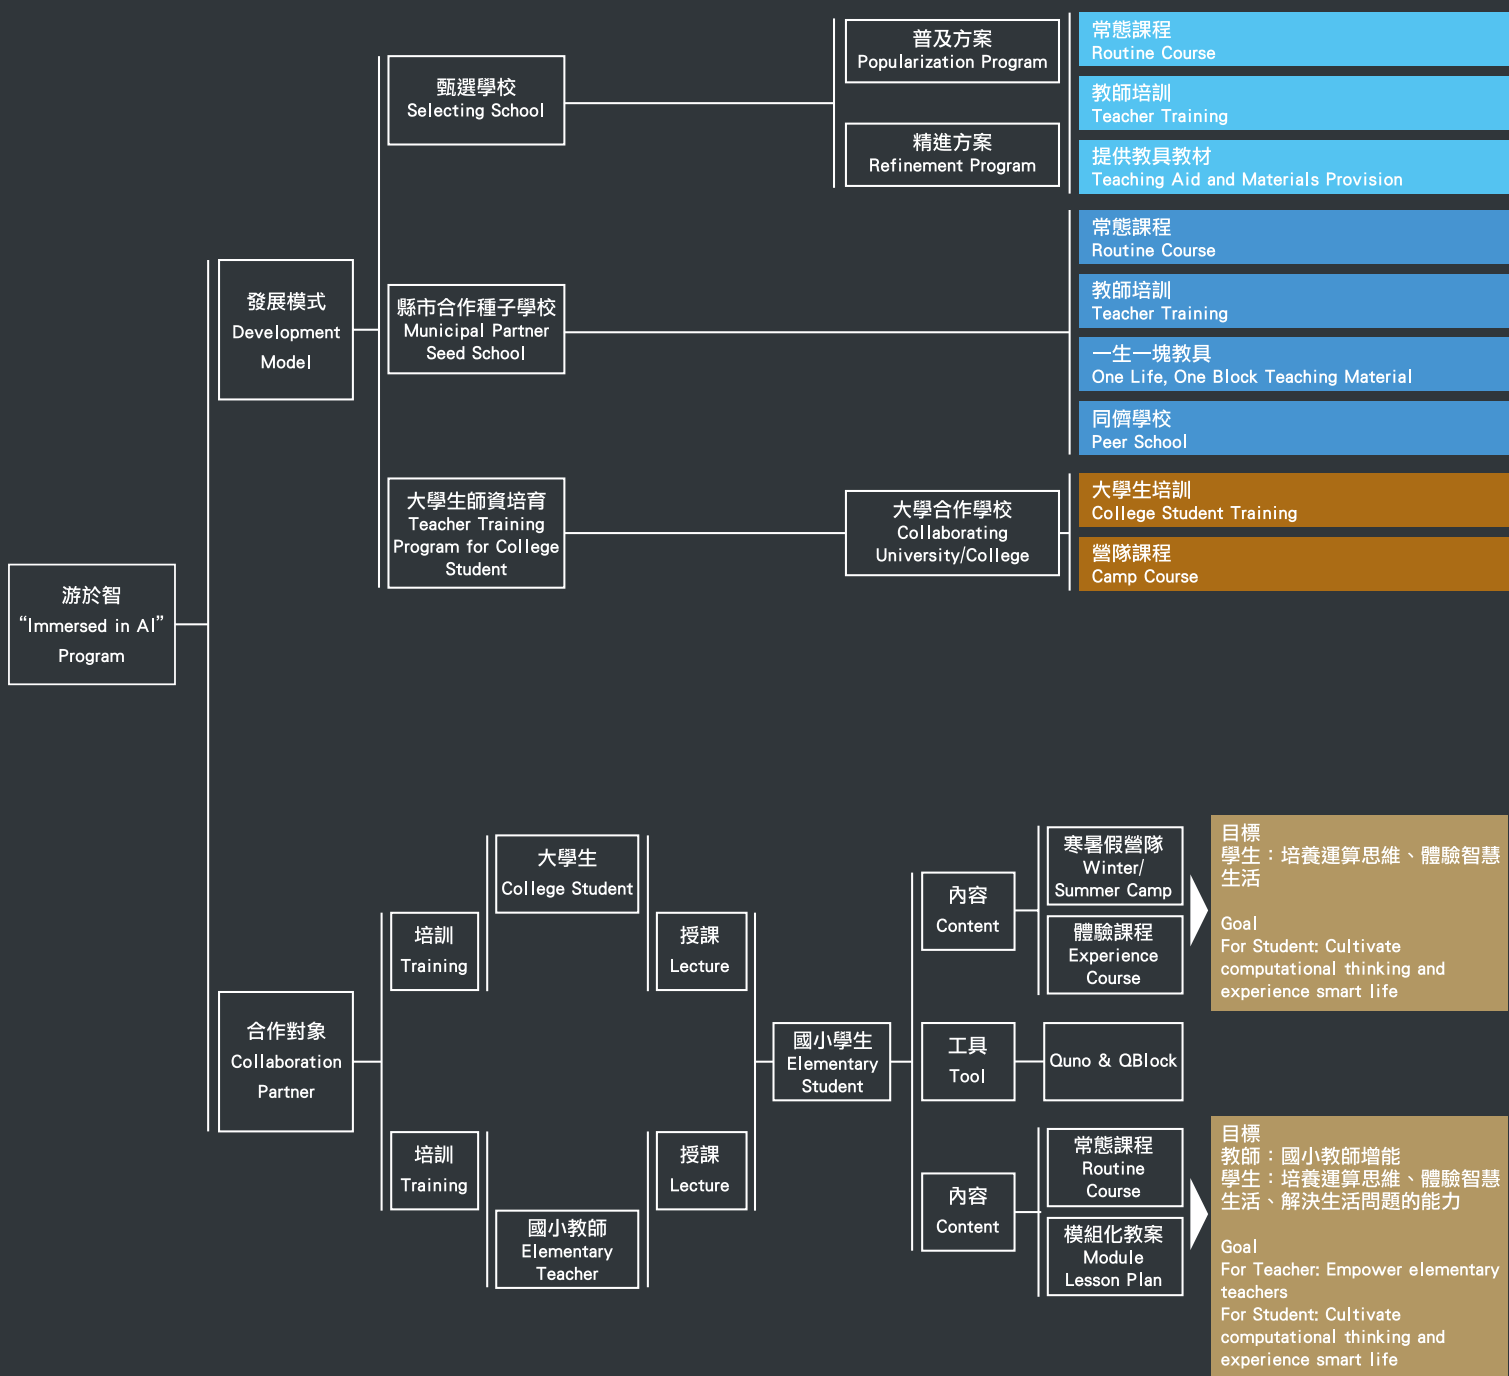 游於智
“Immersed in AI”
Program
發展模式
Development
Model
甄選學校
Selecting School
普及方案
Popularization Program
精進方案
Refinement Program
常態課程
Routine Course
教師培訓
Teacher Training
提供教具教材
Teaching Aid and Materials Provision
縣市合作種子學校
Municipal Partner
Seed School
常態課程
Routine Course
教師培訓
Teacher Training
一生一塊教具
One Life, One Block Teaching Material
同儕學校
Peer School
大學生師資培育
Teacher Training
Program for College
Student
大學合作學校
Collaborating
University/College
大學生培訓
College Student Training
營隊課程
Camp Course
合作對象
Collaboration
Partner
培訓
Training
大學生
College Student
授課
Lecture
培訓
Training
國小教師
Elementary
Teacher
授課
Lecture
國小學生
Elementary
Student
內容
Content
寒暑假營隊
Winter/
Summer Camp
體驗課程
Experience
Course
目標
學生：培養運算思維、體驗智慧
生活
Goal
For Student: Cultivate
computational thinking and
experience smart life
工具
Tool
Quno & QBlock
內容
Content
常態課程
Routine
Course
模組化教案
Module
Lesson Plan
目標
教師：國小教師增能
學生：培養運算思維、體驗智慧
生活、解決生活問題的能力
Goal
For Teacher: Empower elementary
teachers
For Student: Cultivate
computational thinking and
experience smart life